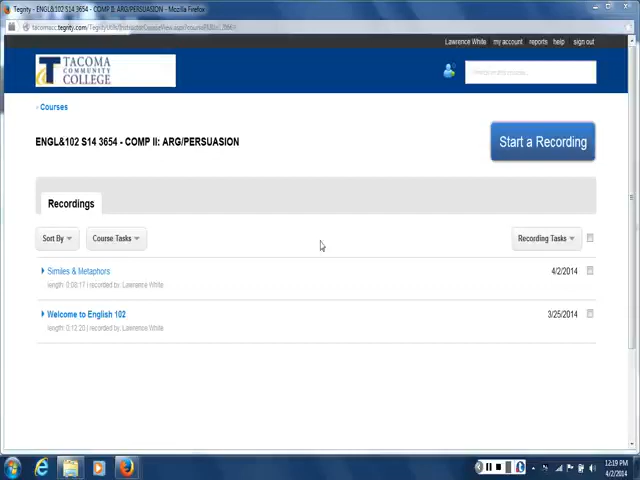 Tegrity - ENGL&102 S14 3654 - COMP II: ARG/PERSUASION - Mozilla Firefox
Lawrence White my account reports help sign out
TACOMA
COMMUNITY
COLLEGE
Courses
ENGL&102 S14 3654 - COMP II: ARG/PERSUASION
Start a Recording
Recordings
Sort By Course Tasks Recording Tasks
Similes & Metaphors 4/2/2014
length: 0:08:17 | recorded by: Lawrence White
Welcome to English 102 3/25/2014
length: 0:12:20 | recorded by: Lawrence White
12:19 PM
4/2/2014